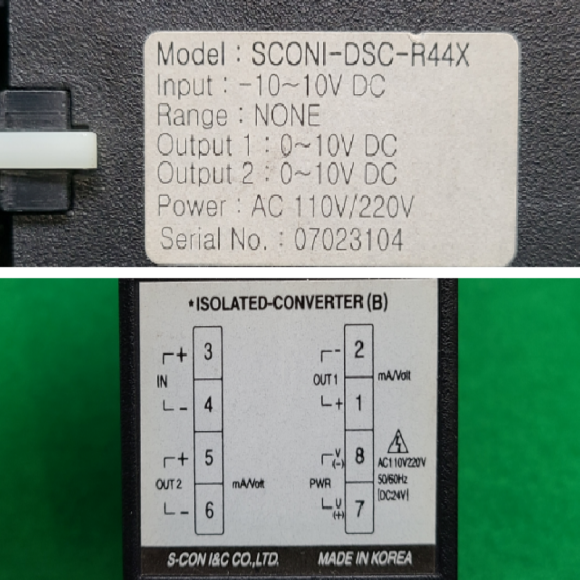 Model : SCONI-DSC-R44X
Input : -10~10V DC
Range : NONE
Output 1 : 0~10V DC
Output 2 : 0~10V DC
Power : AC 110V/220V
Serial No. : 07023104
*ISOLATED-CONVERTER (B)
+ 3
IN
- 4
+ 5
OUT 2 mA/Volt
- 6
- 2
OUT 1 mA/Volt
+ 1
V (-) 8 AC110V220V
PWR 50/60Hz
[DC24V]
U (+) 7
S-CON I&C CO.,LTD. MADE IN KOREA